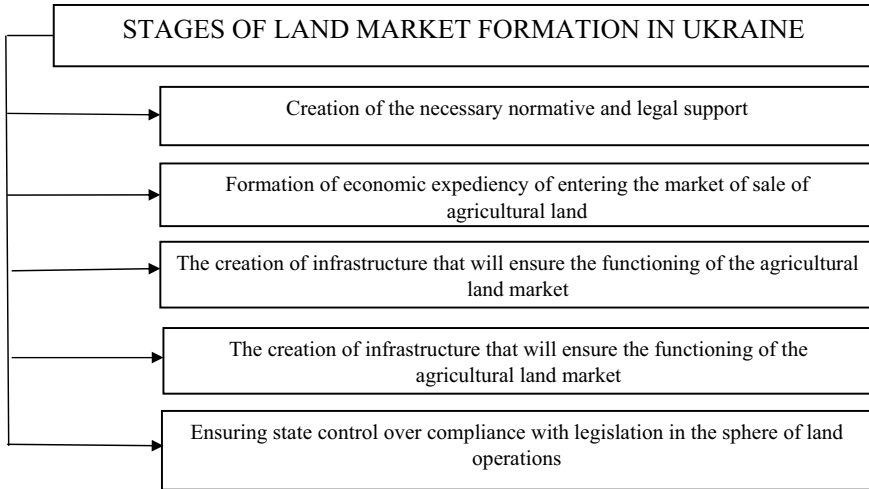 STAGES OF LAND MARKET FORMATION IN UKRAINE
Creation of the necessary normative and legal support
Formation of economic expediency of entering the market of sale of
agricultural land
The creation of infrastructure that will ensure the functioning of the agricultural
land market
The creation of infrastructure that will ensure the functioning of the
agricultural land market
Ensuring state control over compliance with legislation in the sphere of land
operations